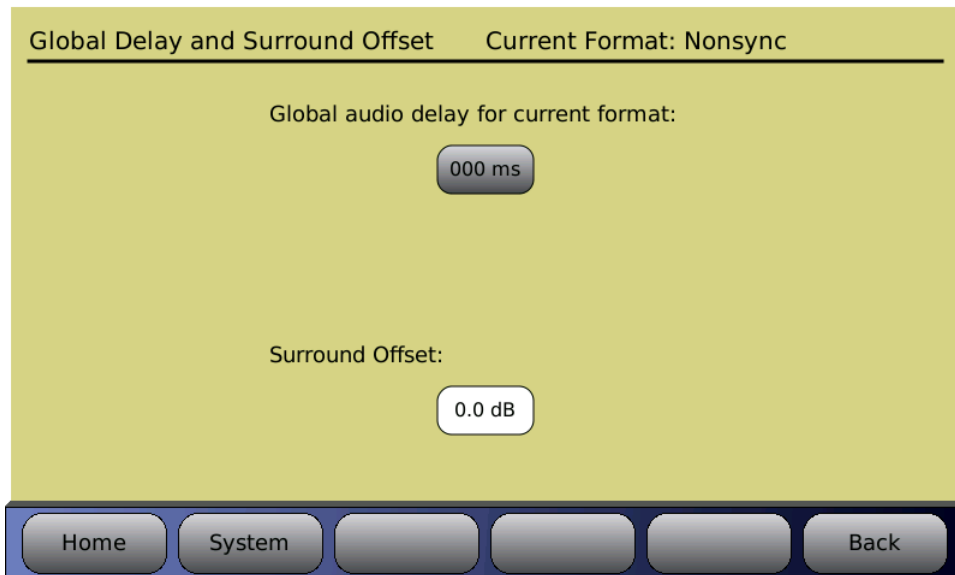 Global Delay and Surround Offset Current Format: Nonsync
Global audio delay for current format:
000 ms
Surround Offset:
0.0 dB
Home System Back